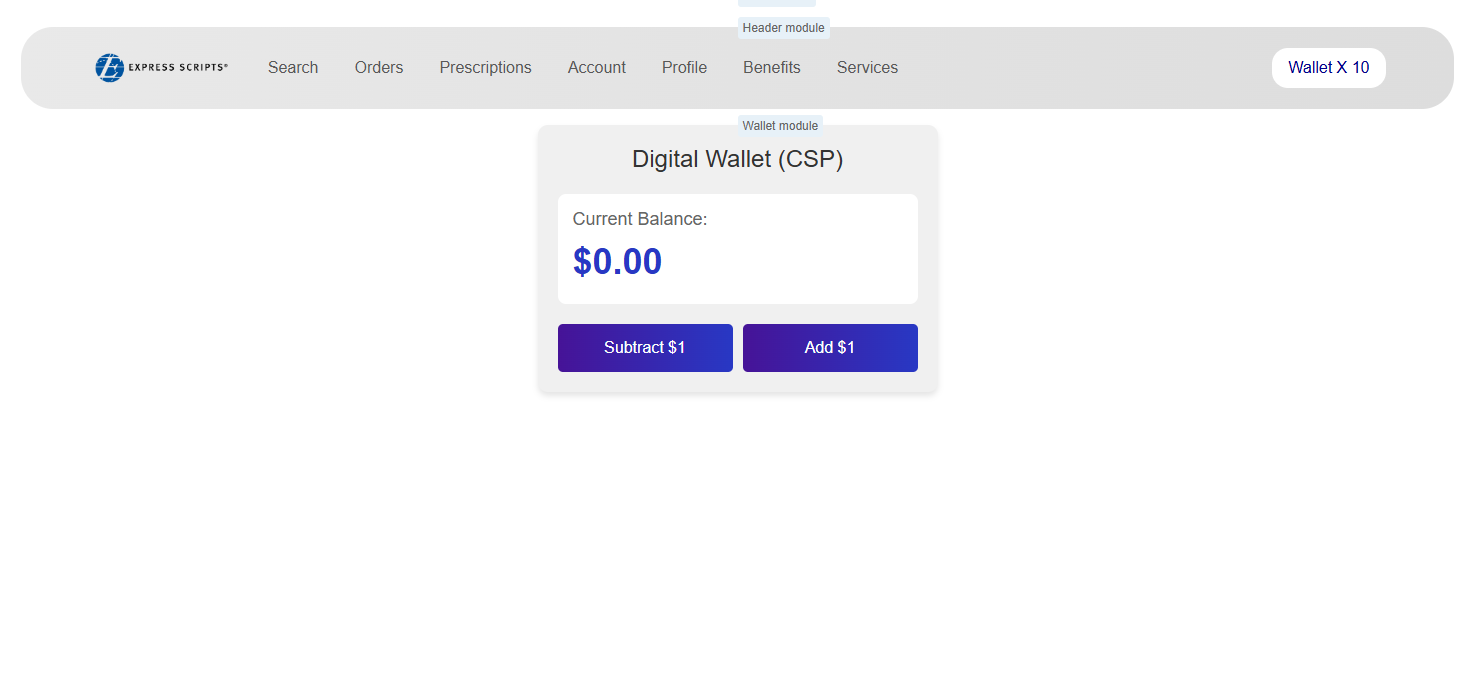 Header module
EXPRESS SCRIPTS®
Search
Orders
Prescriptions
Account
Profile
Benefits
Services
Wallet X 10
Wallet module
Digital Wallet (CSP)
Current Balance:
$0.00
Subtract $1
Add $1